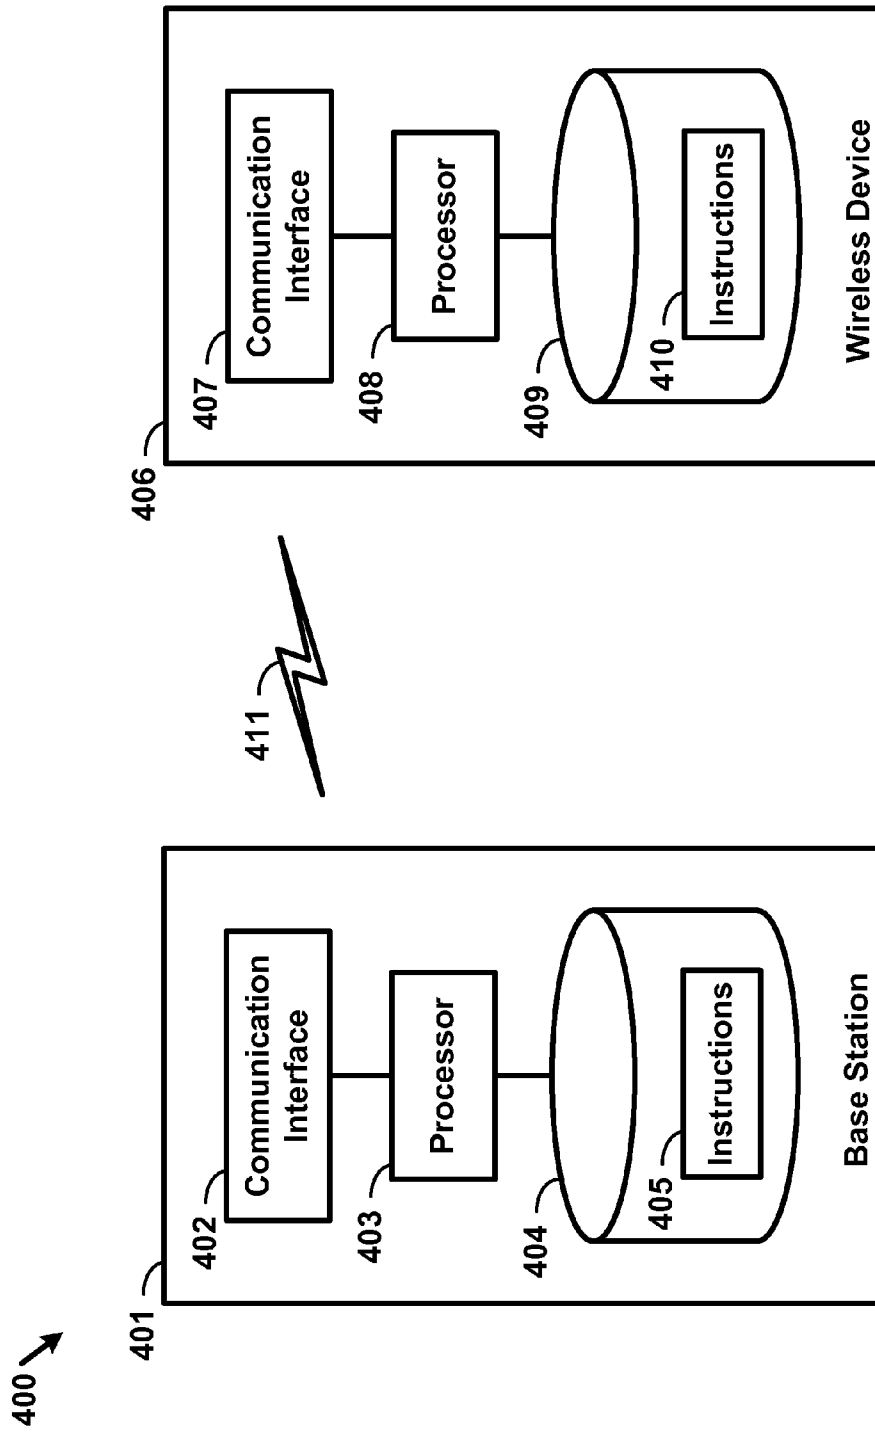 400
401
402
Communication
Interface
403
Processor
404
405
Instructions
Base Station
411
406
407
Communication
Interface
408
Processor
409
410
Instructions
Wireless Device